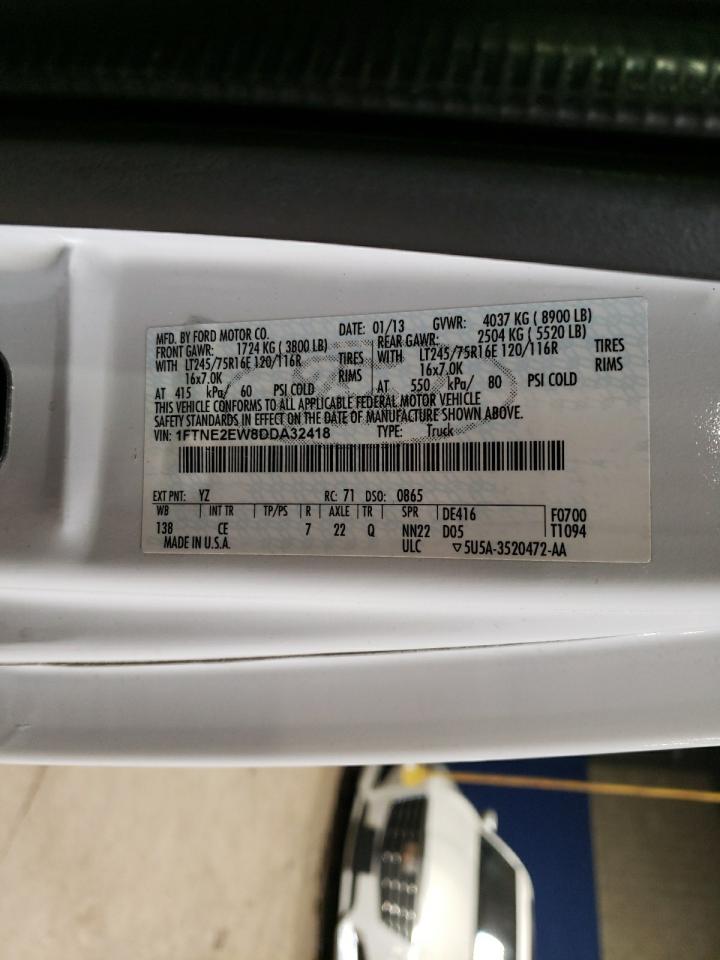 MFD. BY FORD MOTOR CO. DATE: 01/13 GVWR: 4037 KG ( 8900 LB)
FRONT GAWR: 1724 KG ( 3800 LB) REAR GAWR: 2504 KG ( 5520 LB)
WITH LT245/75R16E 120/116R TIRES WITH LT245/75R16E 120/116R TIRES
16x7.0K RIMS 16x7.0K RIMS
AT 415 kPa/ 60 PSI COLD AT 550 kPa/ 80 PSI COLD
THIS VEHICLE CONFORMS TO ALL APPLICABLE FEDERAL MOTOR VEHICLE
SAFETY STANDARDS IN EFFECT ON THE DATE OF MANUFACTURE SHOWN ABOVE.
VIN: 1FTNE2EW8DDA32418 TYPE: Truck
EXT PNT: YZ RC: 71 DSO: 0865
WB INT TR TP/PS R AXLE TR SPR DE416 F0700
138 CE 7 22 Q NN22 D05 T1094
MADE IN U.S.A. ULC ▽5U5A-3520472-AA